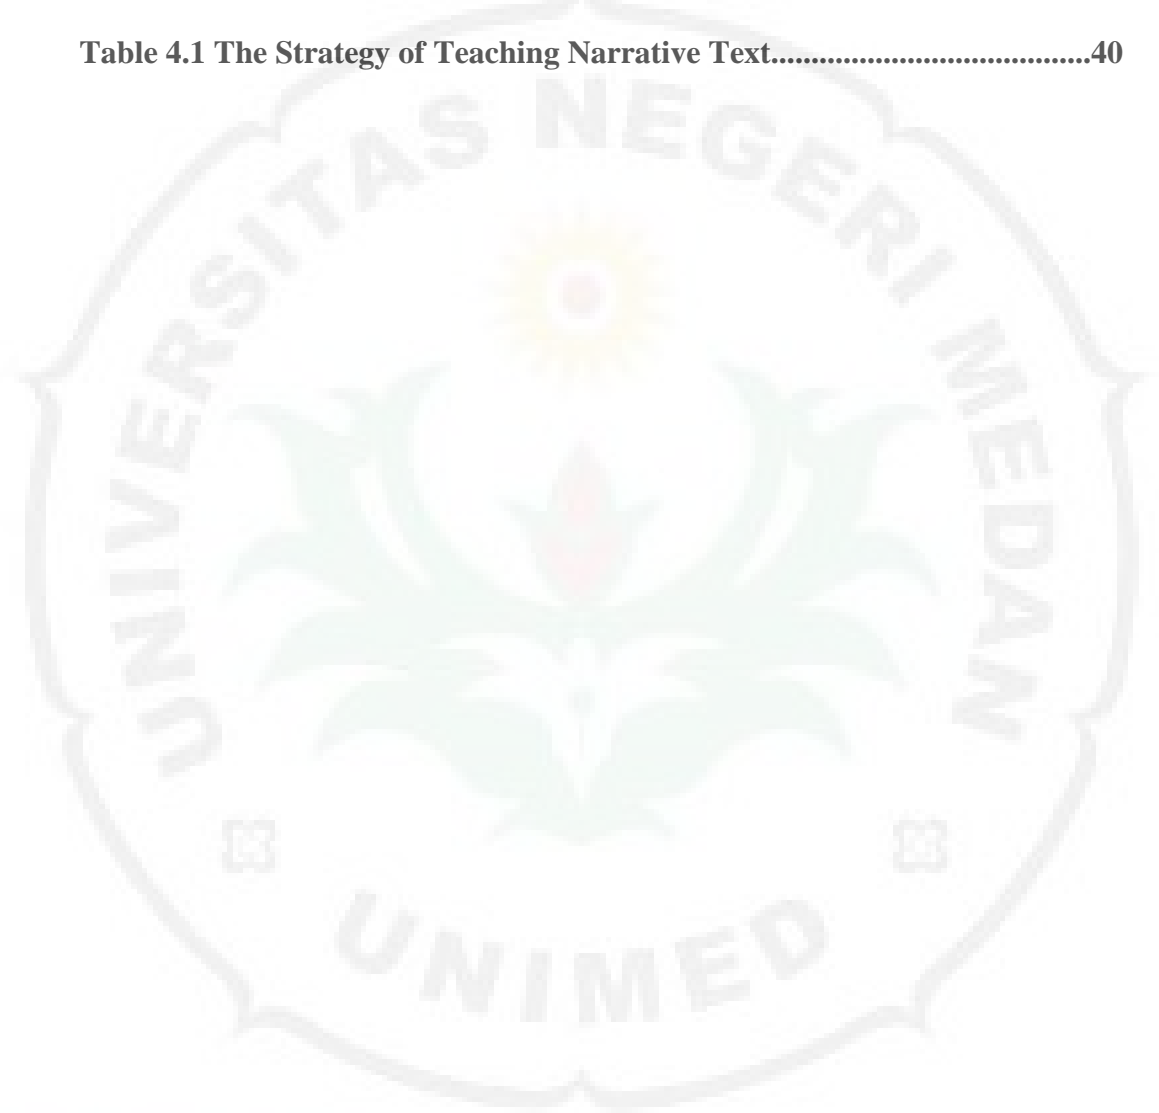 Table 4.1 The Strategy of Teaching Narrative Text........................................40
UNIVERSITAS NEGERI MEDAN
UNIMED